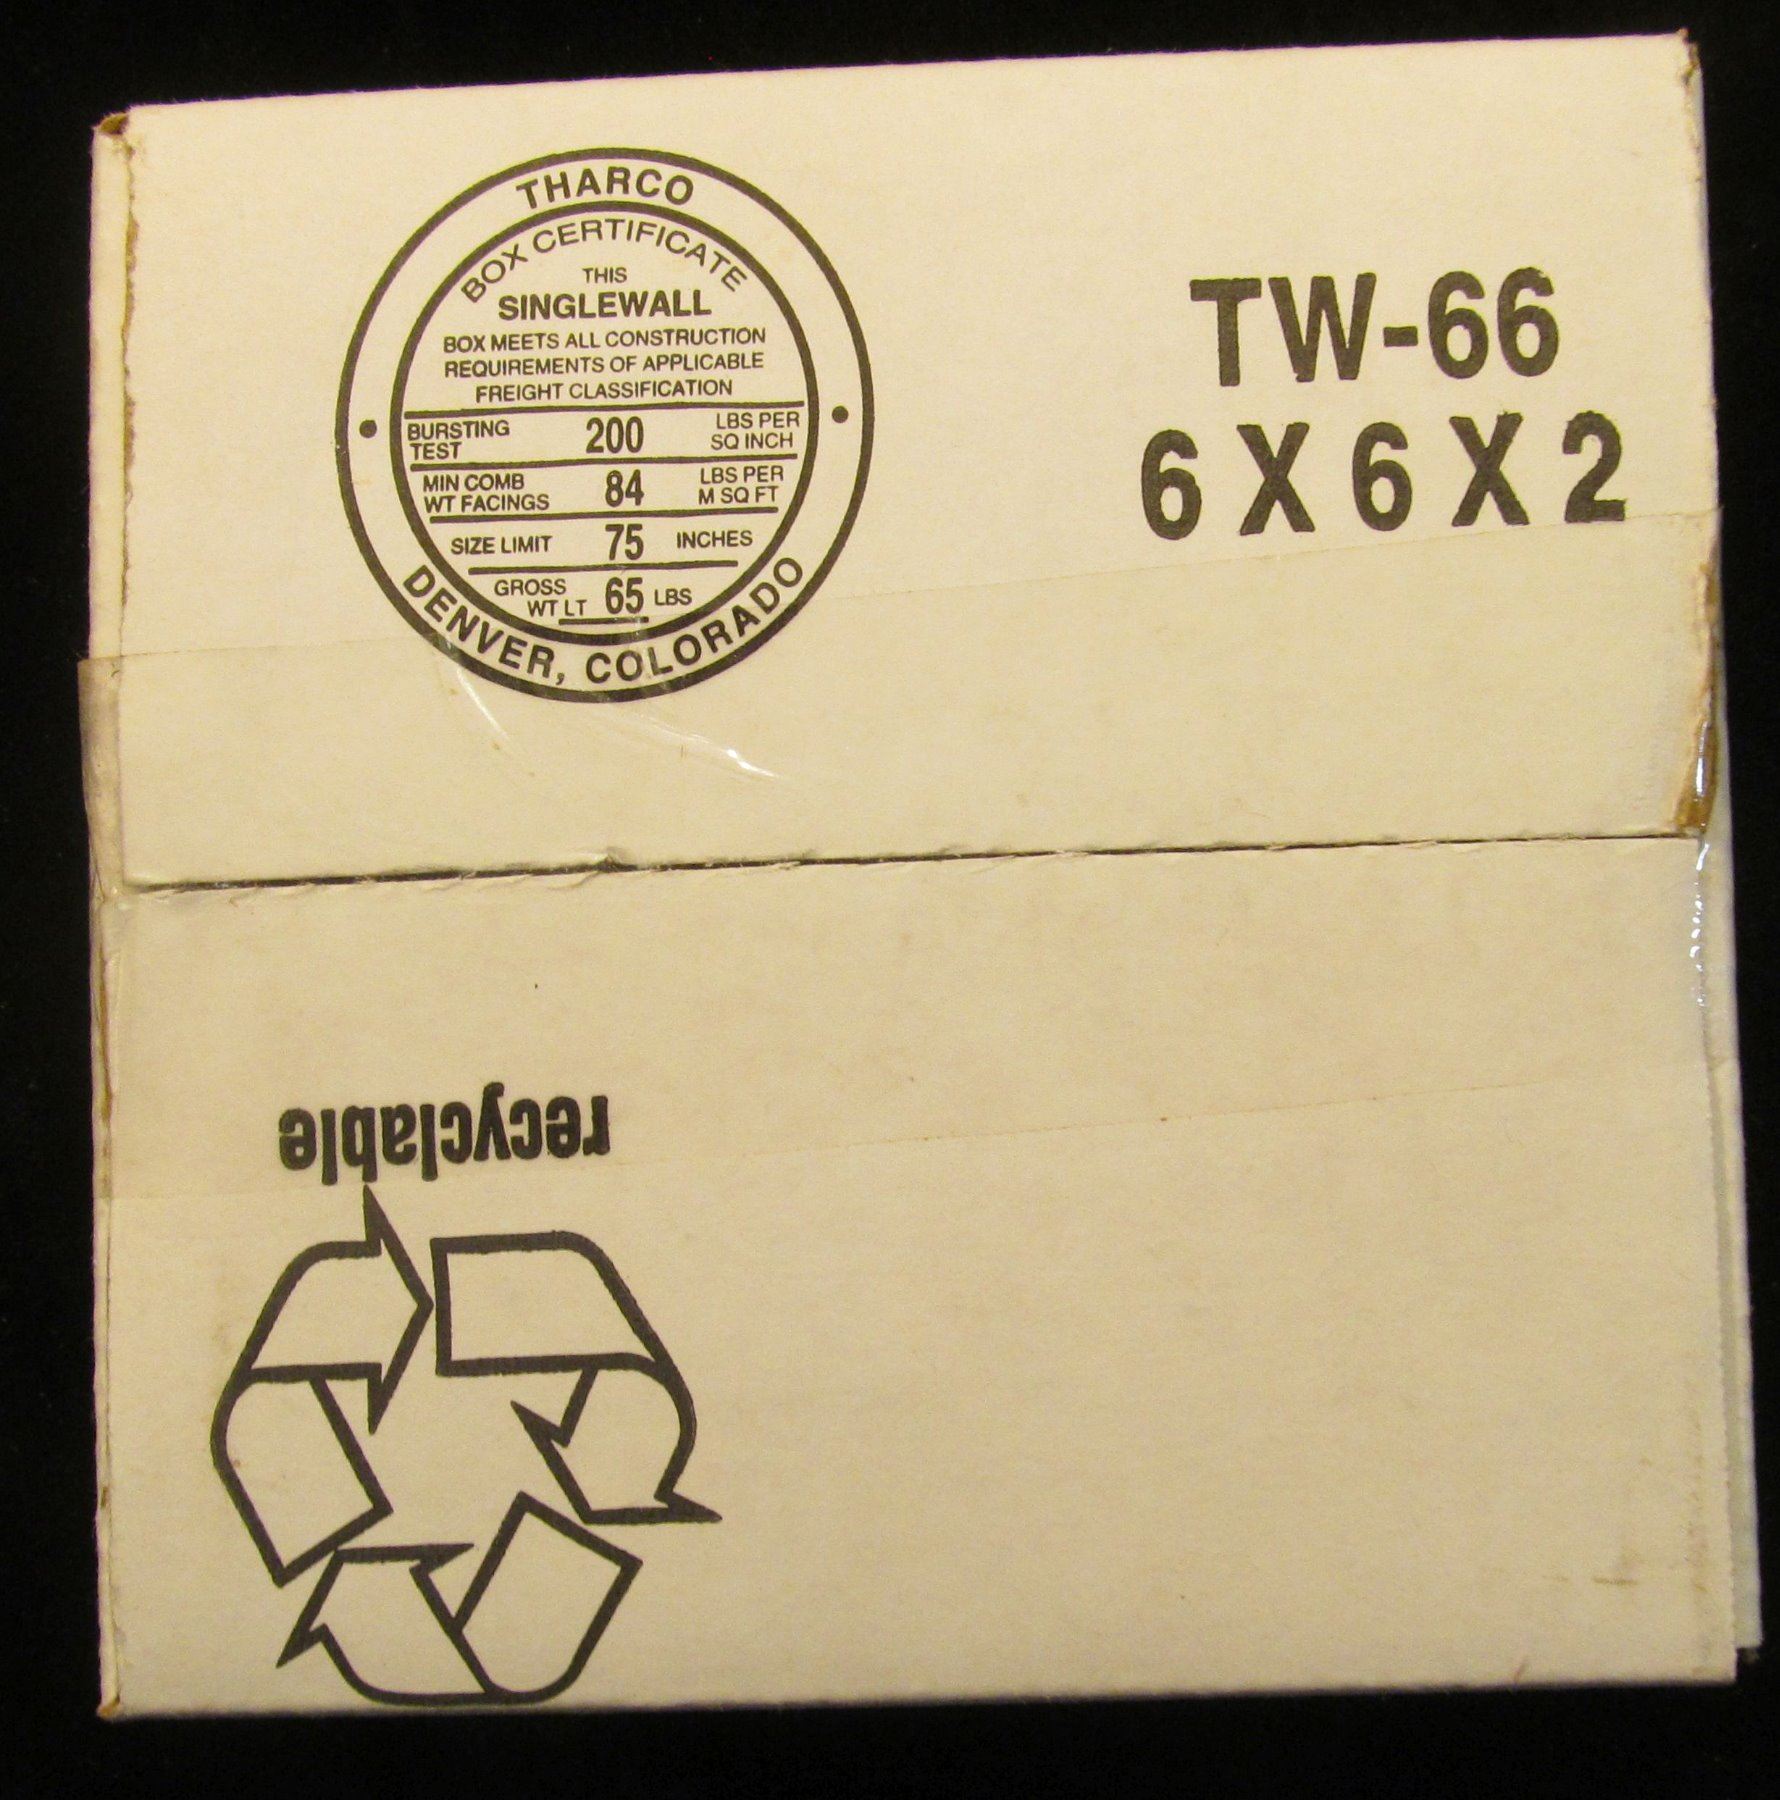 THARCO
BOX CERTIFICATE
THIS
SINGLEWALL
BOX MEETS ALL CONSTRUCTION
REQUIREMENTS OF APPLICABLE
FREIGHT CLASSIFICATION
BURSTING TEST 200 LBS PER SQ INCH
MIN COMB WT FACINGS 84 LBS PER M SQ FT
SIZE LIMIT 75 INCHES
GROSS WT LT 65 LBS
DENVER, COLORADO
TW-66
6 X 6 X 2
recyclable